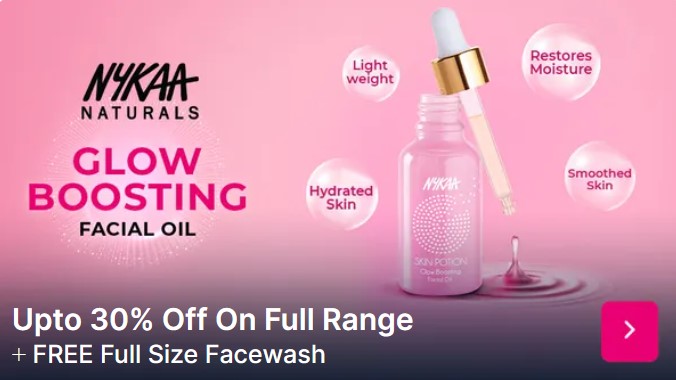 NYKAA
NATURALS
GLOW
BOOSTING
FACIAL OIL
Light
weight
Restores
Moisture
Hydrated
Skin
Smoothed
Skin
NYKAA
SKIN POTION
Glow Boosting
Facial Oil
Upto 30% Off On Full Range
+ FREE Full Size Facewash